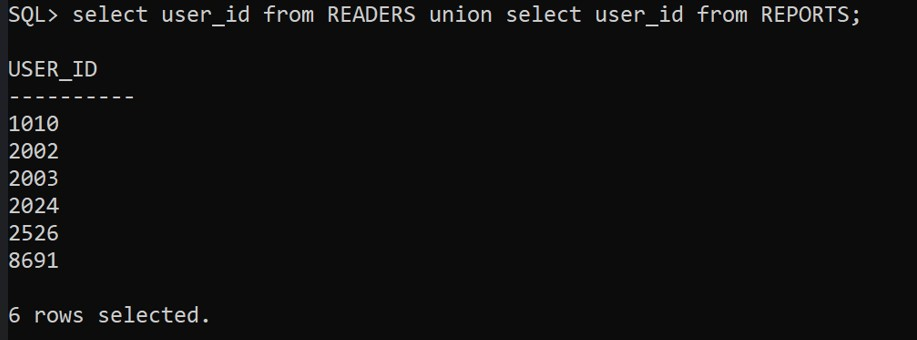 SQL> select user_id from READERS union select user_id from REPORTS;
USER_ID
----------
1010
2002
2003
2024
2526
8691
6 rows selected.